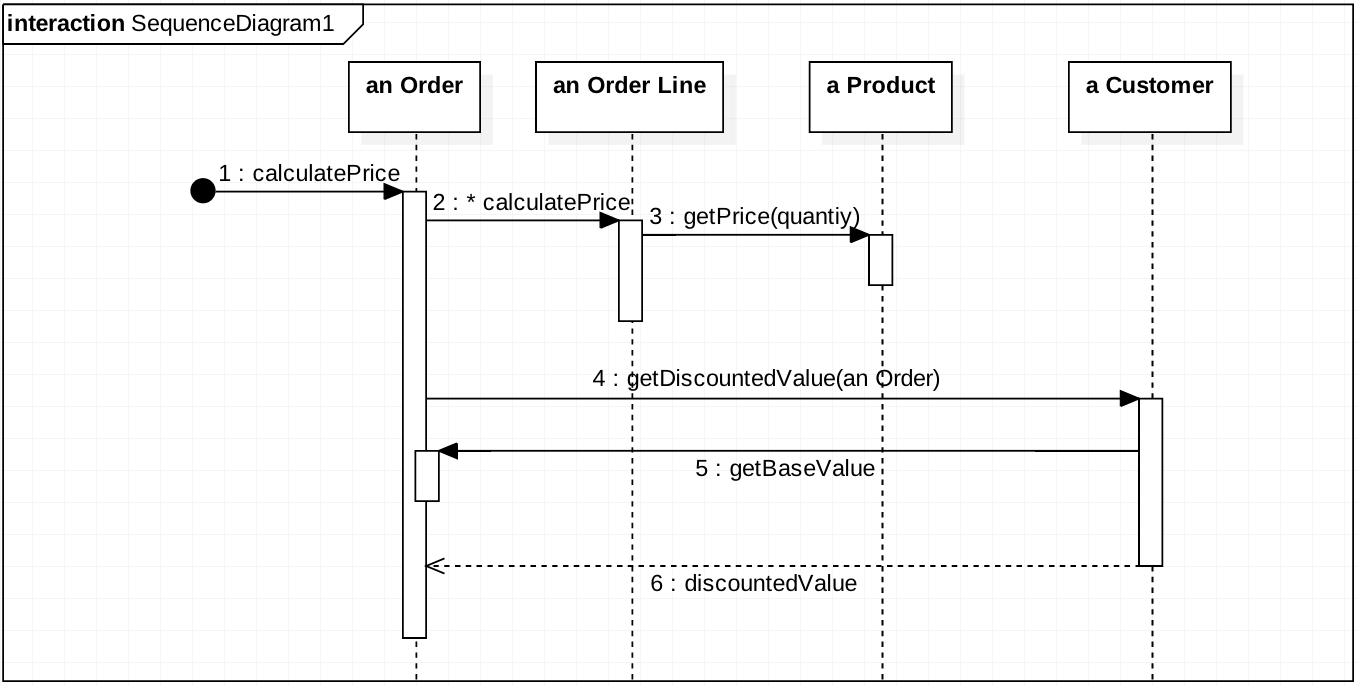 interaction SequenceDiagram1
an Order
an Order Line
a Product
a Customer
1 : calculatePrice
2 : * calculatePrice
3 : getPrice(quantiy)
4 : getDiscountedValue(an Order)
5 : getBaseValue
6 : discountedValue